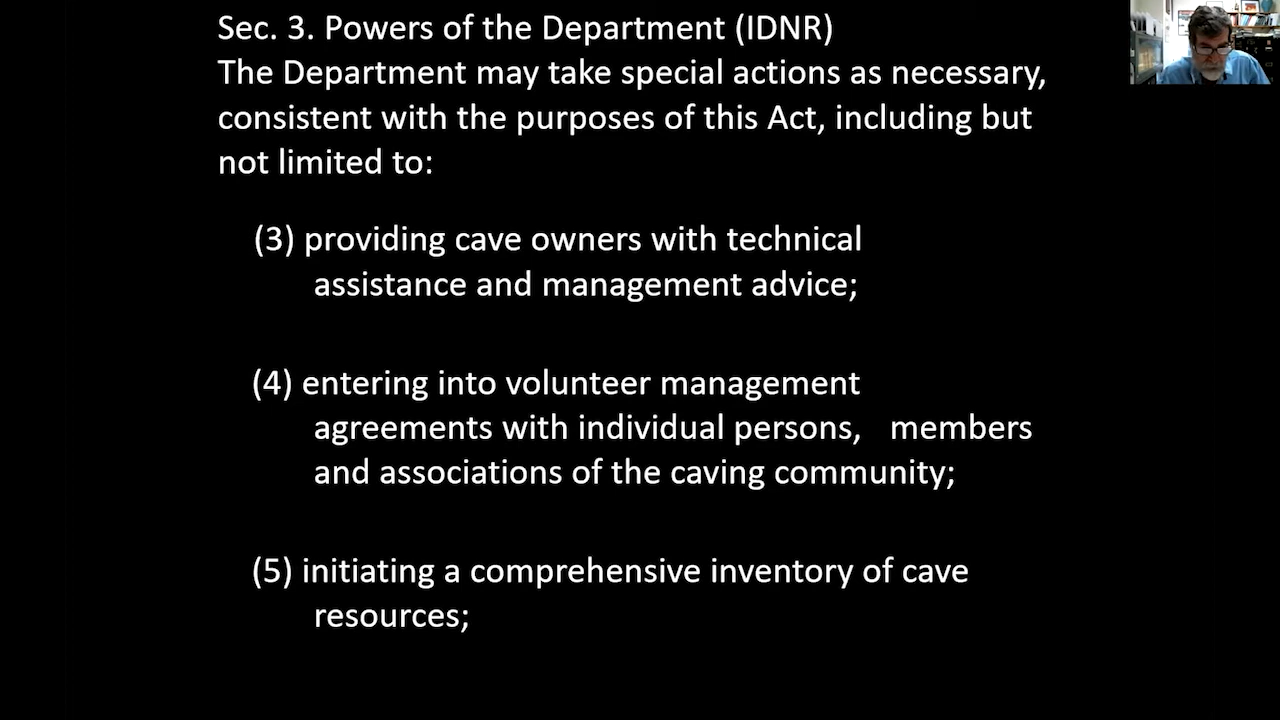 Sec. 3. Powers of the Department (IDNR)
The Department may take special actions as necessary,
consistent with the purposes of this Act, including but
not limited to:
(3) providing cave owners with technical
assistance and management advice;
(4) entering into volunteer management
agreements with individual persons, members
and associations of the caving community;
(5) initiating a comprehensive inventory of cave
resources;